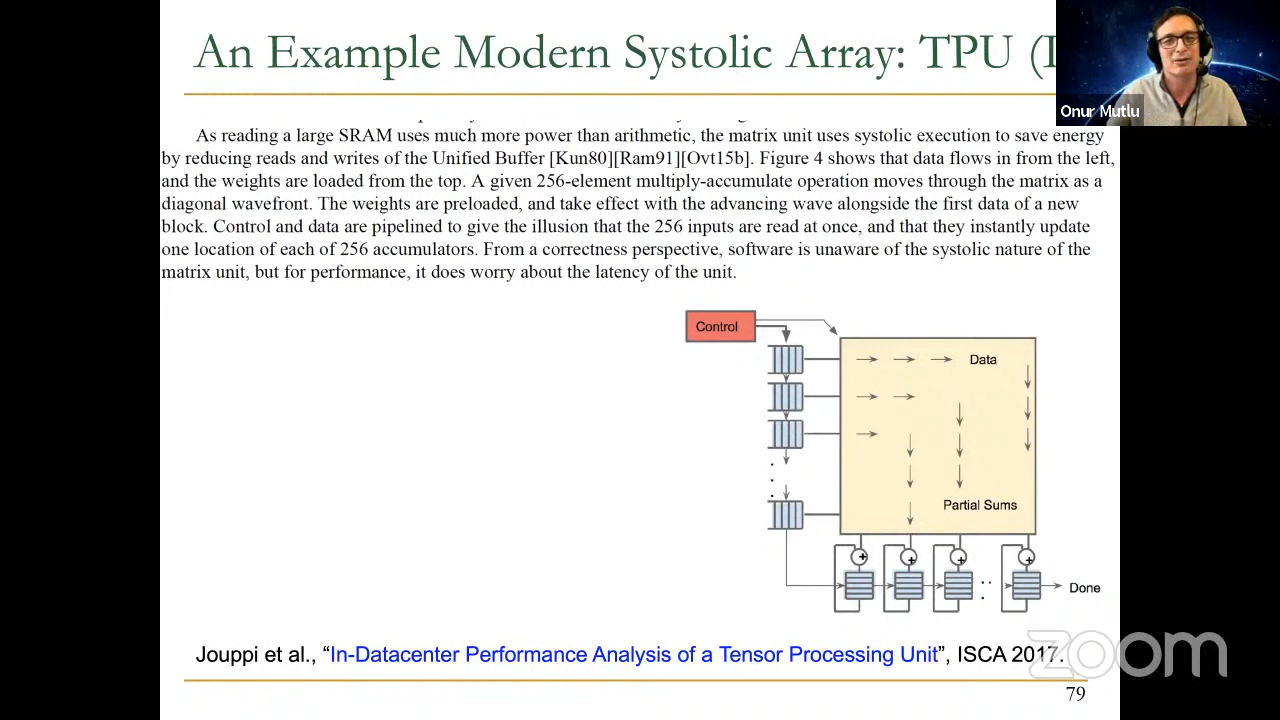 An Example Modern Systolic Array: TPU (I
Onur Mutlu
As reading a large SRAM uses much more power than arithmetic, the matrix unit uses systolic execution to save energy
by reducing reads and writes of the Unified Buffer [Kun80][Ram91][Ovt15b]. Figure 4 shows that data flows in from the left,
and the weights are loaded from the top. A given 256-element multiply-accumulate operation moves through the matrix as a
diagonal wavefront. The weights are preloaded, and take effect with the advancing wave alongside the first data of a new
block. Control and data are pipelined to give the illusion that the 256 inputs are read at once, and that they instantly update
one location of each of 256 accumulators. From a correctness perspective, software is unaware of the systolic nature of the
matrix unit, but for performance, it does worry about the latency of the unit.
Control
Data
Partial Sums
+ + + +
Done
Jouppi et al., “In-Datacenter Performance Analysis of a Tensor Processing Unit”, ISCA 2017.
zoom
79